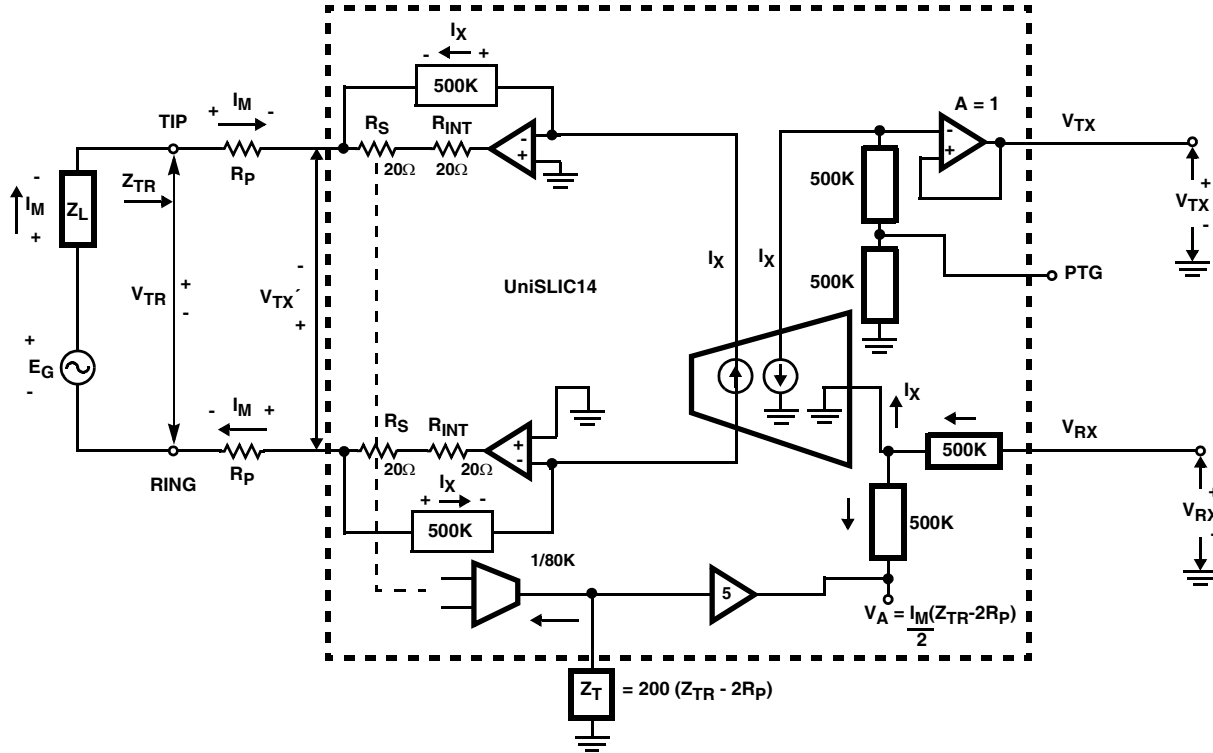 I_X
- +
500K
A = 1
V_TX
TIP
+ I_M -
R_S
R_INT
-
+
-
+
Z_TR
R_P
20Ω
20Ω
500K
+
V_TX
-
-
I_M
+
Z_L
I_X
I_X
PTG
UniSLIC14
500K
V_TR
+
-
-
V_TX´
+
+
E_G
-
- I_M +
R_S
R_INT
+
-
I_X
V_RX
R_P
20Ω
20Ω
500K
RING
I_X
+ -
500K
500K
+
V_RX
-
1/80K
5
V_A = I_M(Z_TR-2R_P)
2
Z_T
= 200 (Z_TR - 2R_P)